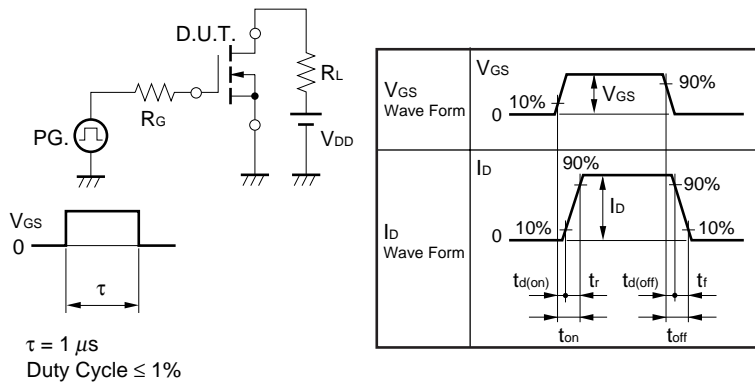 D.U.T.
RL
RG
PG.
VDD
VGS
0
τ
τ = 1 μs
Duty Cycle ≤ 1%
VGS
Wave Form
VGS
90%
VGS
10%
0
ID
Wave Form
ID
90%
90%
ID
10%
10%
0
td(on)
tr
td(off)
tf
ton
toff